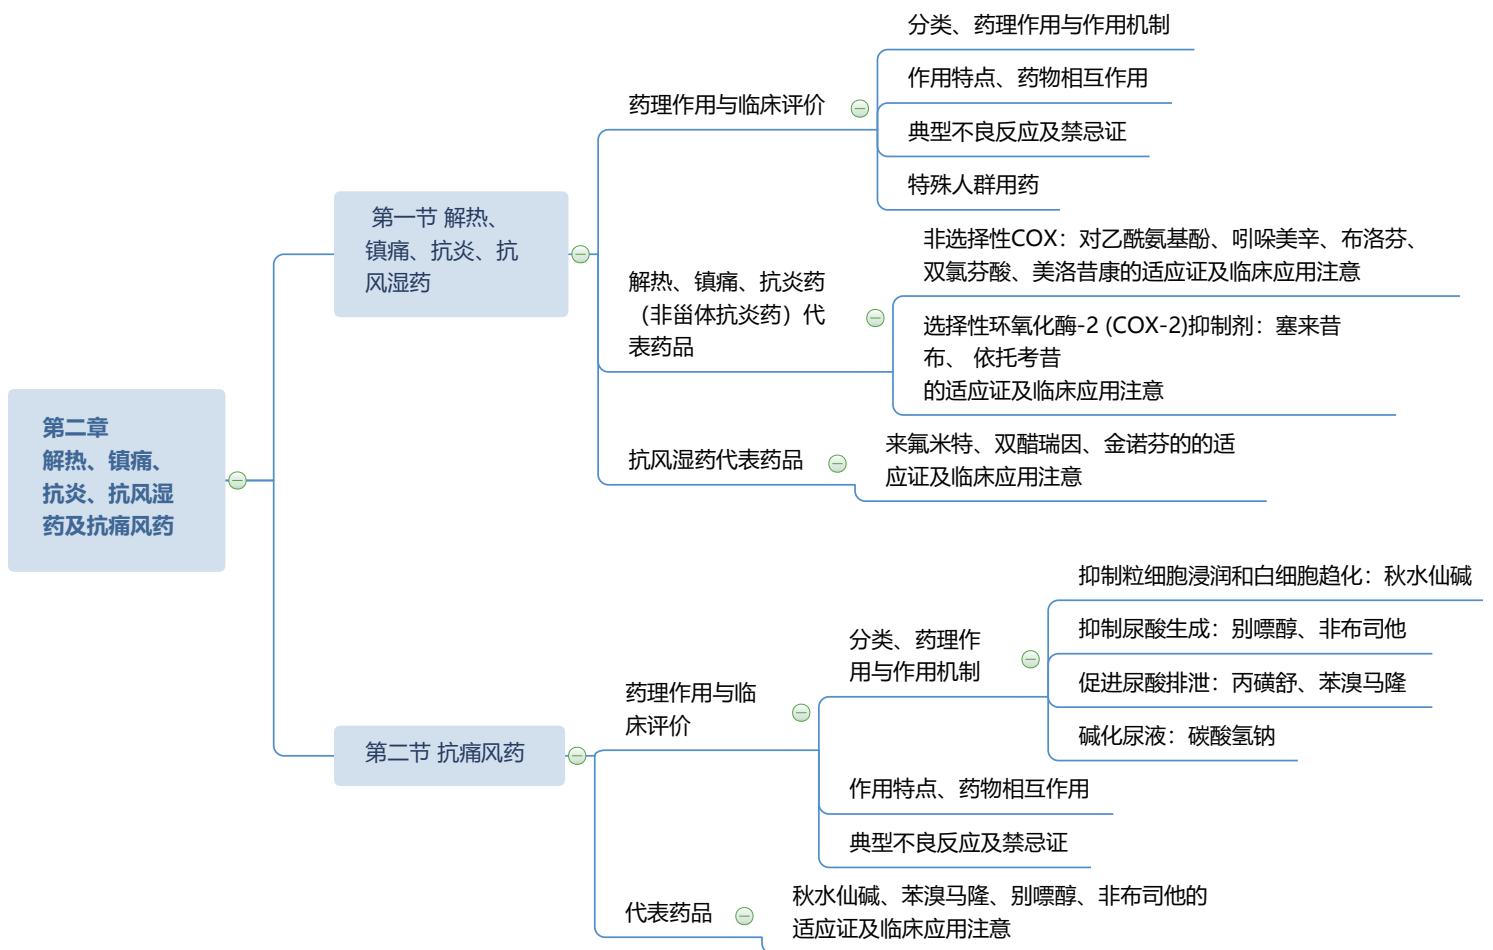 第二章
解热、镇痛、
抗炎、抗风湿
药及抗痛风药
第一节 解热、
镇痛、抗炎、抗
风湿药
药理作用与临床评价
分类、药理作用与作用机制
作用特点、药物相互作用
典型不良反应及禁忌证
特殊人群用药
解热、镇痛、抗炎药
（非甾体抗炎药）代
表药品
非选择性COX：对乙酰氨基酚、吲哚美辛、布洛芬、
双氯芬酸、美洛昔康的适应证及临床应用注意
选择性环氧化酶-2 (COX-2)抑制剂：塞来昔
布、 依托考昔
的适应证及临床应用注意
抗风湿药代表药品
来氟米特、双醋瑞因、金诺芬的的适
应证及临床应用注意
第二节 抗痛风药
药理作用与临
床评价
分类、药理作
用与作用机制
抑制粒细胞浸润和白细胞趋化：秋水仙碱
抑制尿酸生成：别嘌醇、非布司他
促进尿酸排泄：丙磺舒、苯溴马隆
碱化尿液：碳酸氢钠
作用特点、药物相互作用
典型不良反应及禁忌证
代表药品
秋水仙碱、苯溴马隆、别嘌醇、非布司他的
适应证及临床应用注意